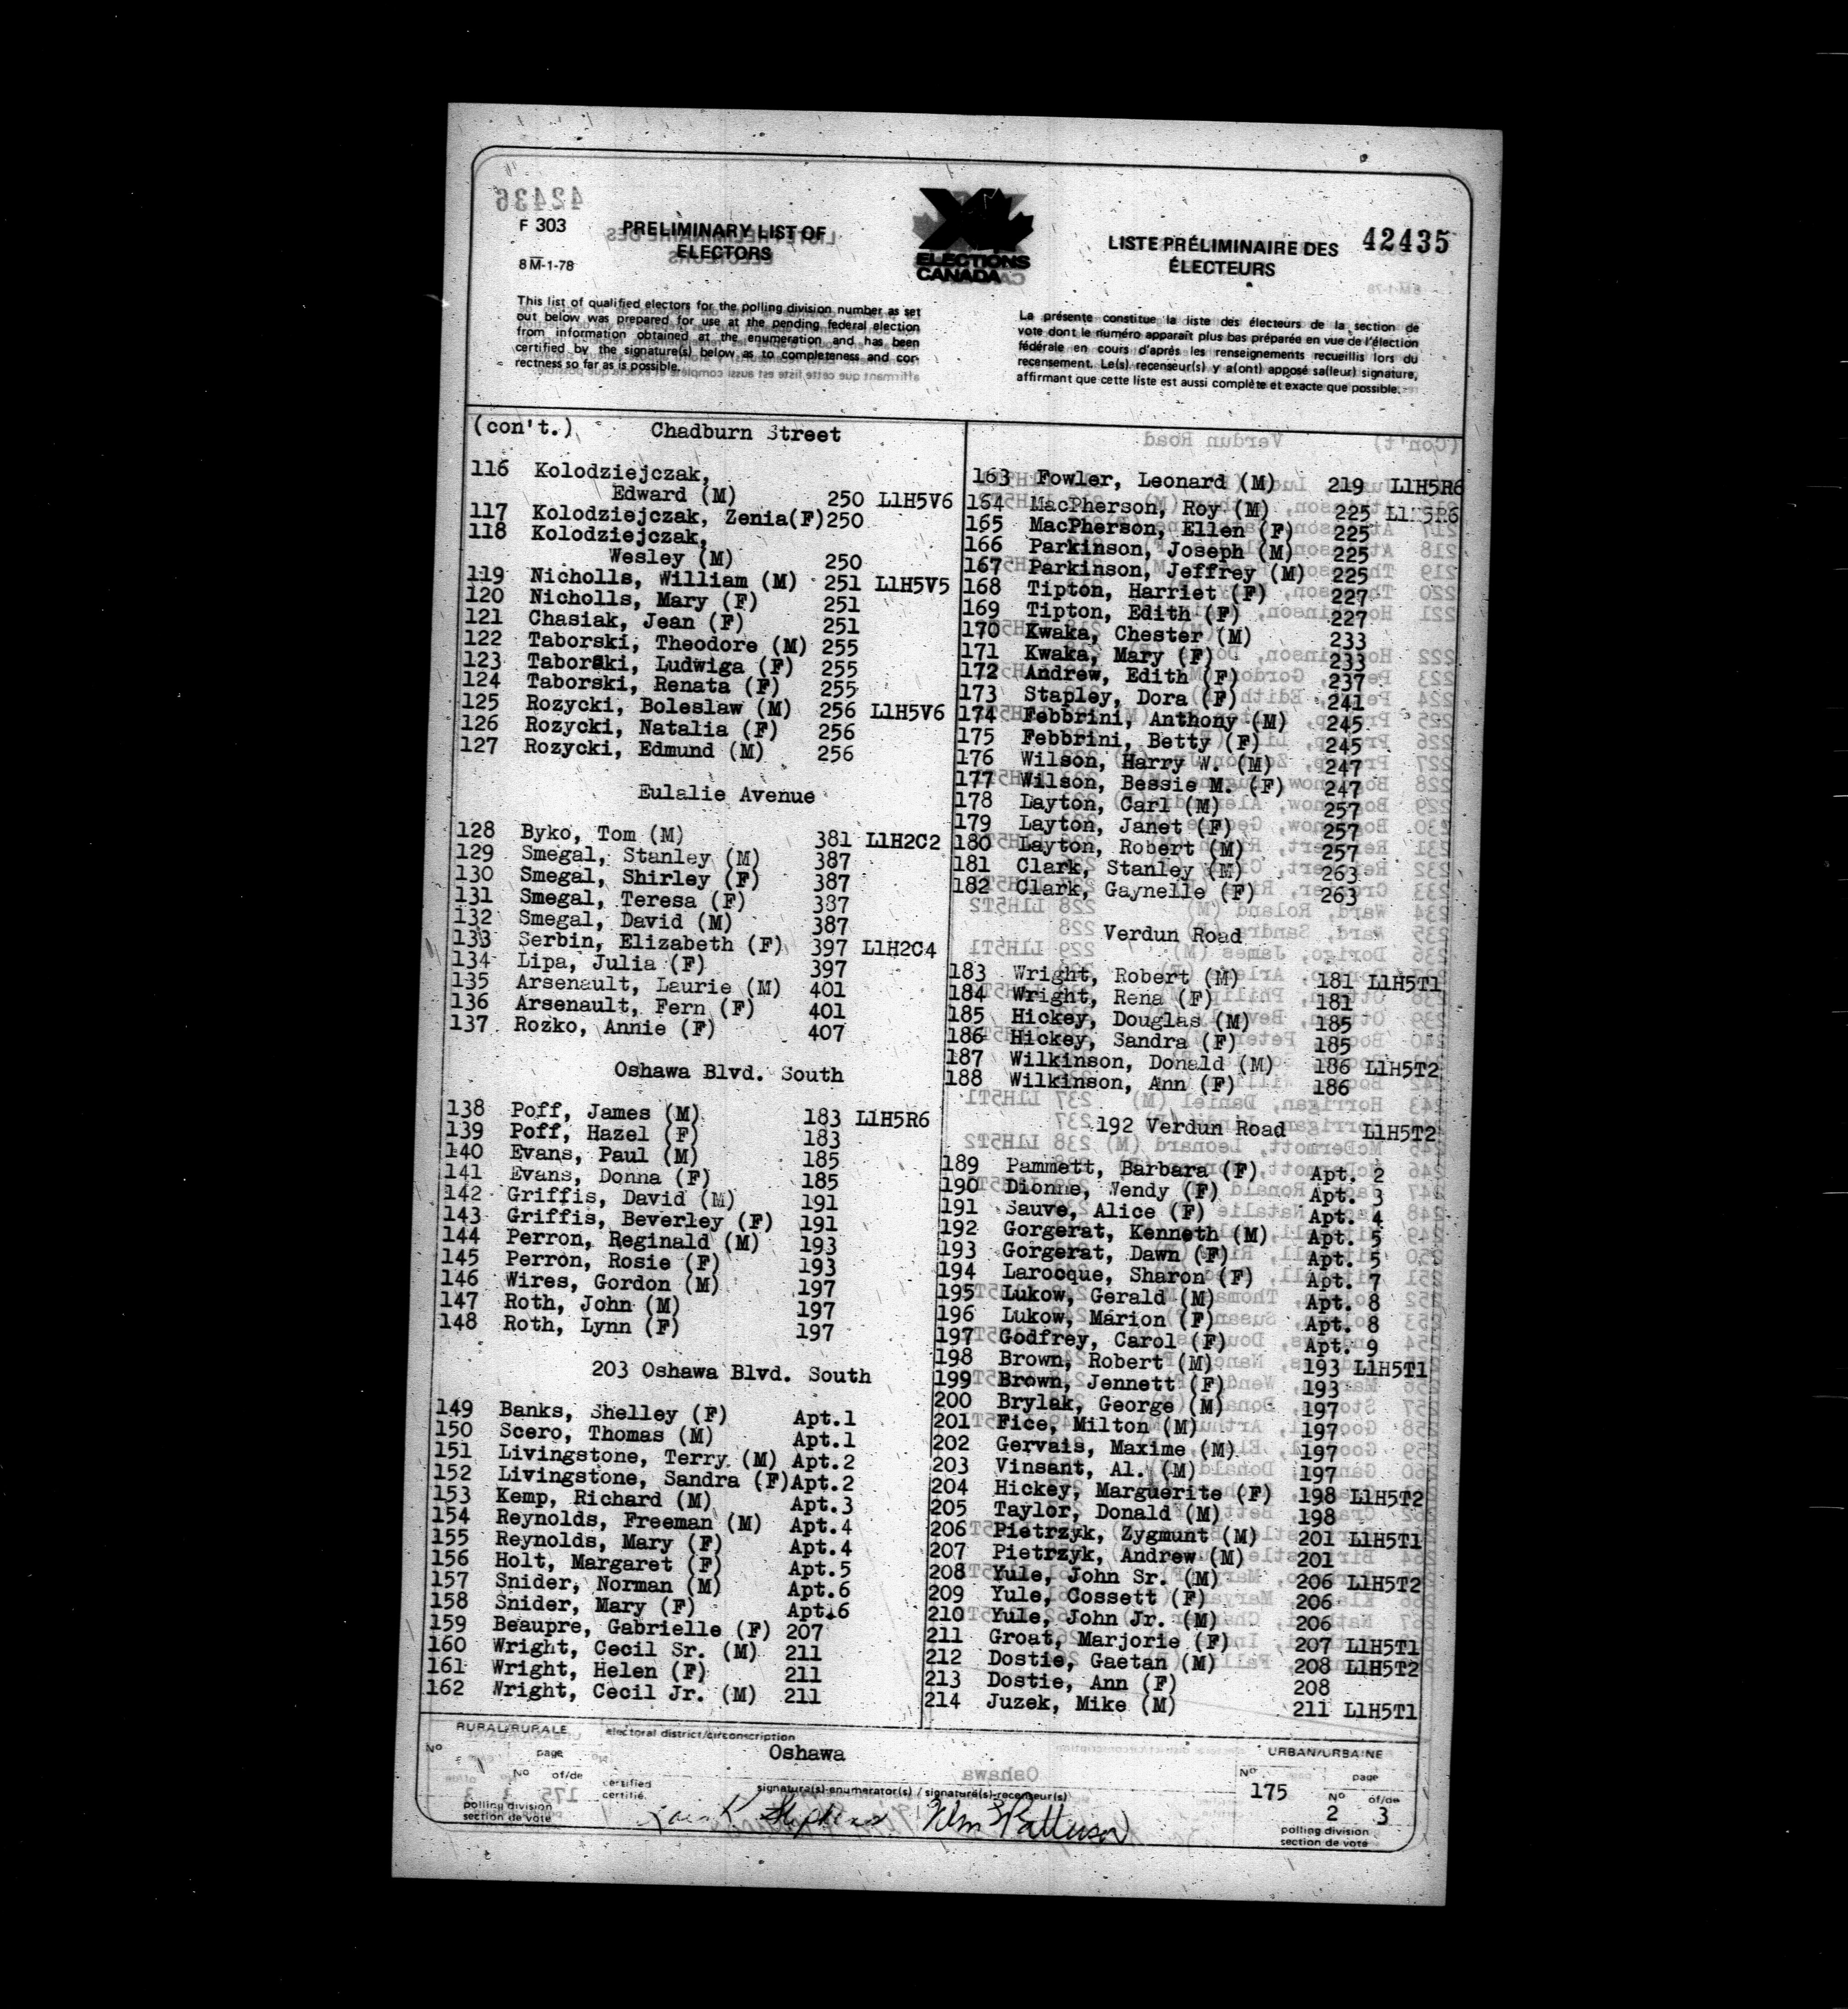 F 303
PRELIMINARY LIST OF
ELECTORS
8M-1-78
ELECTIONS
CANADA
LISTE PRÉLIMINAIRE DES
ÉLECTEURS
42435
This list of qualified electors for the polling division number as set
out below was prepared for use at the pending federal election
from information obtained at the enumeration and has been
certified by the signature(s) below as to completeness and cor-
rectness so far as is possible.
La présente constitue la liste des électeurs de la section de
vote dont le numéro apparaît plus bas préparée en vue de l'élection
fédérale en cours d'après les renseignements recueillis lors du
recensement. Le(s) recenseur(s) y a(ont) apposé sa(leur) signature,
affirmant que cette liste est aussi complète et exacte que possible.
(con't.) Chadburn Street
116 Kolodziejczak,
Edward (M) 250 L1H5V6
117 Kolodziejczak, Zenia(F)250
118 Kolodziejczak,
Wesley (M) 250
119 Nicholls, William (M) 251 L1H5V5
120 Nicholls, Mary (F) 251
121 Chasiak, Jean (F) 251
122 Taborski, Theodore (M) 255
123 Taborski, Ludwiga (F) 255
124 Taborski, Renata (F) 255
125 Rozycki, Boleslaw (M) 256 L1H5V6
126 Rozycki, Natalia (F) 256
127 Rozycki, Edmund (M) 256
Eulalie Avenue
128 Byko, Tom (M) 381 L1H2C2
129 Smegal, Stanley (M) 387
130 Smegal, Shirley (F) 387
131 Smegal, Teresa (F) 387
132 Smegal, David (M) 387
133 Serbin, Elizabeth (F) 397 L1H2C4
134 Lipa, Julia (F) 397
135 Arsenault, Laurie (M) 401
136 Arsenault, Fern (F) 401
137 Rozko, Annie (F) 407
Oshawa Blvd. South
138 Poff, James (M) 183 L1H5R6
139 Poff, Hazel (F) 183
140 Evans, Paul (M) 185
141 Evans, Donna (F) 185
142 Griffis, David (M) 191
143 Griffis, Beverley (F) 191
144 Perron, Reginald (M) 193
145 Perron, Rosie (F) 193
146 Wires, Gordon (M) 197
147 Roth, John (M) 197
148 Roth, Lynn (F) 197
203 Oshawa Blvd. South
149 Banks, Shelley (F) Apt.1
150 Scero, Thomas (M) Apt.1
151 Livingstone, Terry (M) Apt.2
152 Livingstone, Sandra (F)Apt.2
153 Kemp, Richard (M) Apt.3
154 Reynolds, Freeman (M) Apt.4
155 Reynolds, Mary (F) Apt.4
156 Holt, Margaret (F) Apt.5
157 Snider, Norman (M) Apt.6
158 Snider, Mary (F) Apt.6
159 Beaupre, Gabrielle (F) 207
160 Wright, Cecil Sr. (M) 211
161 Wright, Helen (F) 211
162 Wright, Cecil Jr. (M) 211
163 Fowler, Leonard (M) 219 L1H5R6
164 MacPherson, Roy (M) 225 L1H5R6
165 MacPherson, Ellen (F) 225
166 Parkinson, Joseph (M) 225
167 Parkinson, Jeffrey (M) 225
168 Tipton, Harriet (F) 227
169 Tipton, Edith (F) 227
170 Kwaka, Chester (M) 233
171 Kwaka, Mary (F) 233
172 Andrew, Edith (F) 237
173 Stapley, Dora (F) 241
174 Febbrini, Anthony (M) 245
175 Febbrini, Betty (F) 245
176 Wilson, Harry W. (M) 247
177 Wilson, Bessie M. (F) 247
178 Layton, Carl (M) 257
179 Layton, Janet (F) 257
180 Layton, Robert (M) 257
181 Clark, Stanley (M) 263
182 Clark, Gaynelle (F) 263
Verdun Road
183 Wright, Robert (M) 181 L1H5T1
184 Wright, Rena (F) 181
185 Hickey, Douglas (M) 185
186 Hickey, Sandra (F) 185
187 Wilkinson, Donald (M) 186 L1H5T2
188 Wilkinson, Ann (F) 186
192 Verdun Road L1H5T2
189 Pammett, Barbara (F) Apt. 2
190 Dionne, Wendy (F) Apt. 3
191 Sauve, Alice (F) Apt. 4
192 Gorgerat, Kenneth (M) Apt. 5
193 Gorgerat, Dawn (F) Apt. 5
194 Larocque, Sharon (F) Apt. 7
195 Lukow, Gerald (M) Apt. 8
196 Lukow, Marion (F) Apt. 8
197 Godfrey, Carol (F) Apt. 9
198 Brown, Robert (M) 193 L1H5T1
199 Brown, Jennett (F) 193
200 Brylak, George (M) 197
201 Fice, Milton (M) 197
202 Gervais, Maxime (M) 197
203 Vinsant, Al. (M) 197
204 Hickey, Marguerite (F) 198 L1H5T2
205 Taylor, Donald (M) 198
206 Pietrzyk, Zygmunt (M) 201 L1H5T1
207 Pietrzyk, Andrew (M) 201
208 Yule, John Sr. (M) 206 L1H5T2
209 Yule, Cossett (F) 206
210 Yule, John Jr. (M) 206
211 Groat, Marjorie (F) 207 L1H5T1
212 Dostie, Gaetan (M) 208 L1H5T2
213 Dostie, Ann (F) 208
214 Juzek, Mike (M) 211 L1H5T1
RURAL/RURALE
No
page
No of/de
polling division
section de vote
electoral district/circonscription
Oshawa
certified
certifié
signature(s)-enumerator(s) / signature(s)-recenseur(s)
K. Stephens Wm Patterson
URBAN/URBAINE
No
175
page
No of/de
2 3
polling division
section de vote